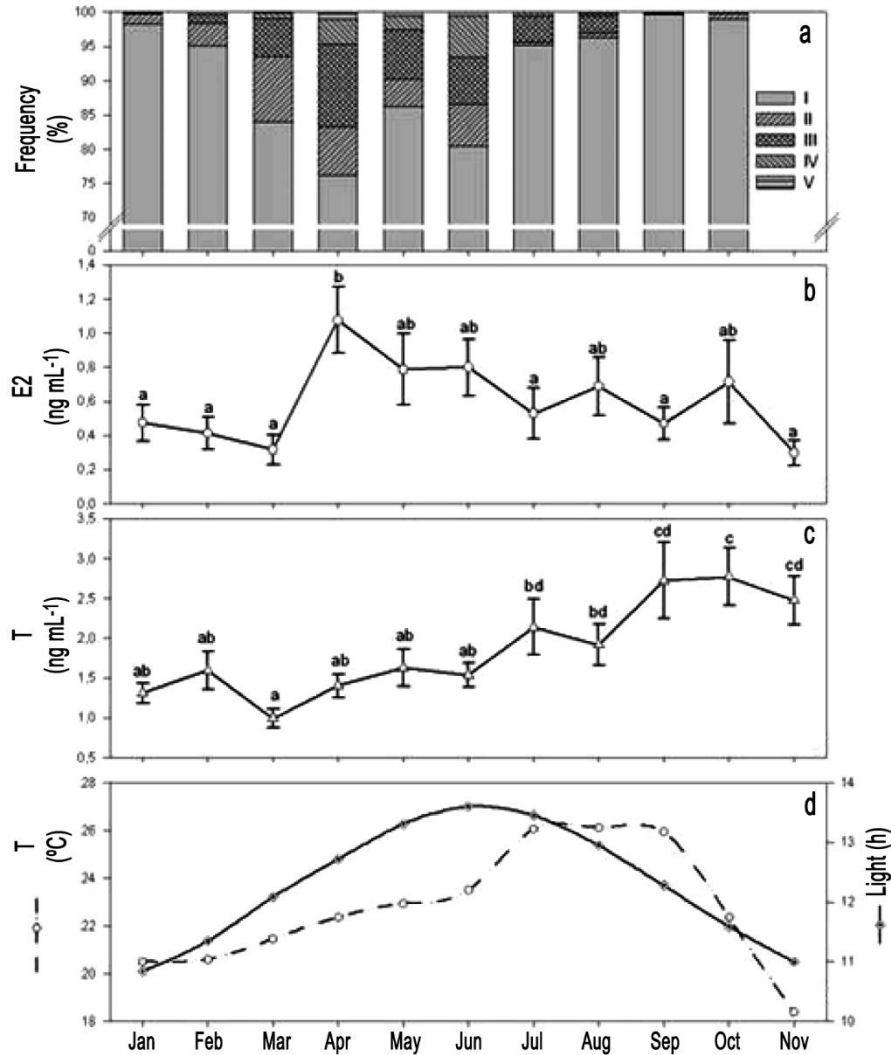 a
Frequency
(%)
100
95
90
85
80
75
70
0
I
II
III
IV
V
b
E2
(ng mL-1)
1,4
1,2
1,0
0,8
0,6
0,4
0,2
0,0
a
a
a
b
ab
ab
a
ab
a
ab
a
c
T
(ng mL-1)
3,5
3,0
2,5
2,0
1,5
1,0
0,5
ab
ab
a
ab
ab
ab
bd
bd
cd
c
cd
d
T
(ºC)
28
26
24
22
20
18
14
13
12
11
10
Light (h)
Jan Feb Mar Apr May Jun Jul Aug Sep Oct Nov